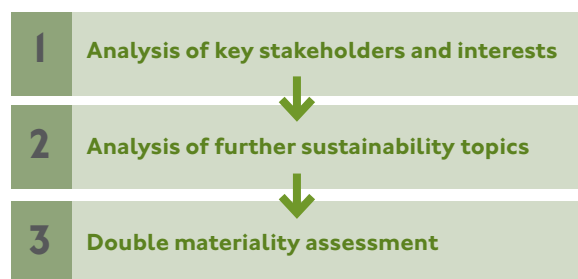 1 Analysis of key stakeholders and interests
2 Analysis of further sustainability topics
3 Double materiality assessment